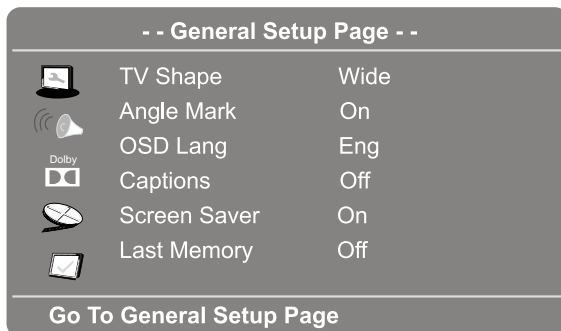 - - General Setup Page - -
TV Shape Wide
Angle Mark On
OSD Lang Eng
Dolby
Captions Off
Screen Saver On
Last Memory Off
Go To General Setup Page